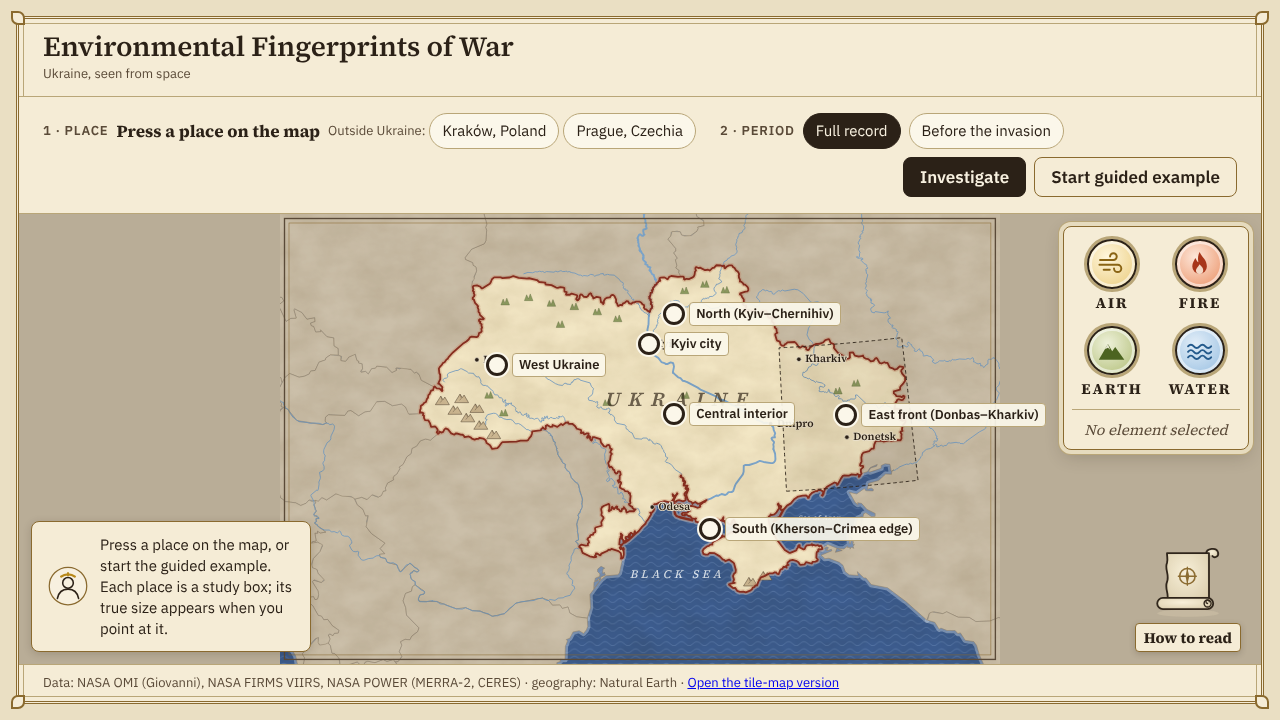 Environmental Fingerprints of War
Ukraine, seen from space
1 · PLACE Press a place on the map Outside Ukraine: Kraków, Poland Prague, Czechia 2 · PERIOD Full record Before the invasion
Investigate Start guided example
AIR FIRE
EARTH WATER
No element selected
North (Kyiv–Chernihiv)
Kyiv city
Kharkiv
West Ukraine
UKRAINE
Central interior
East front (Donbas–Kharkiv)
Donetsk
Odesa
South (Kherson–Crimea edge)
BLACK SEA
Press a place on the map, or
start the guided example.
Each place is a study box; its
true size appears when you
point at it.
How to read
Data: NASA OMI (Giovanni), NASA FIRMS VIIRS, NASA POWER (MERRA-2, CERES) · geography: Natural Earth · Open the tile-map version